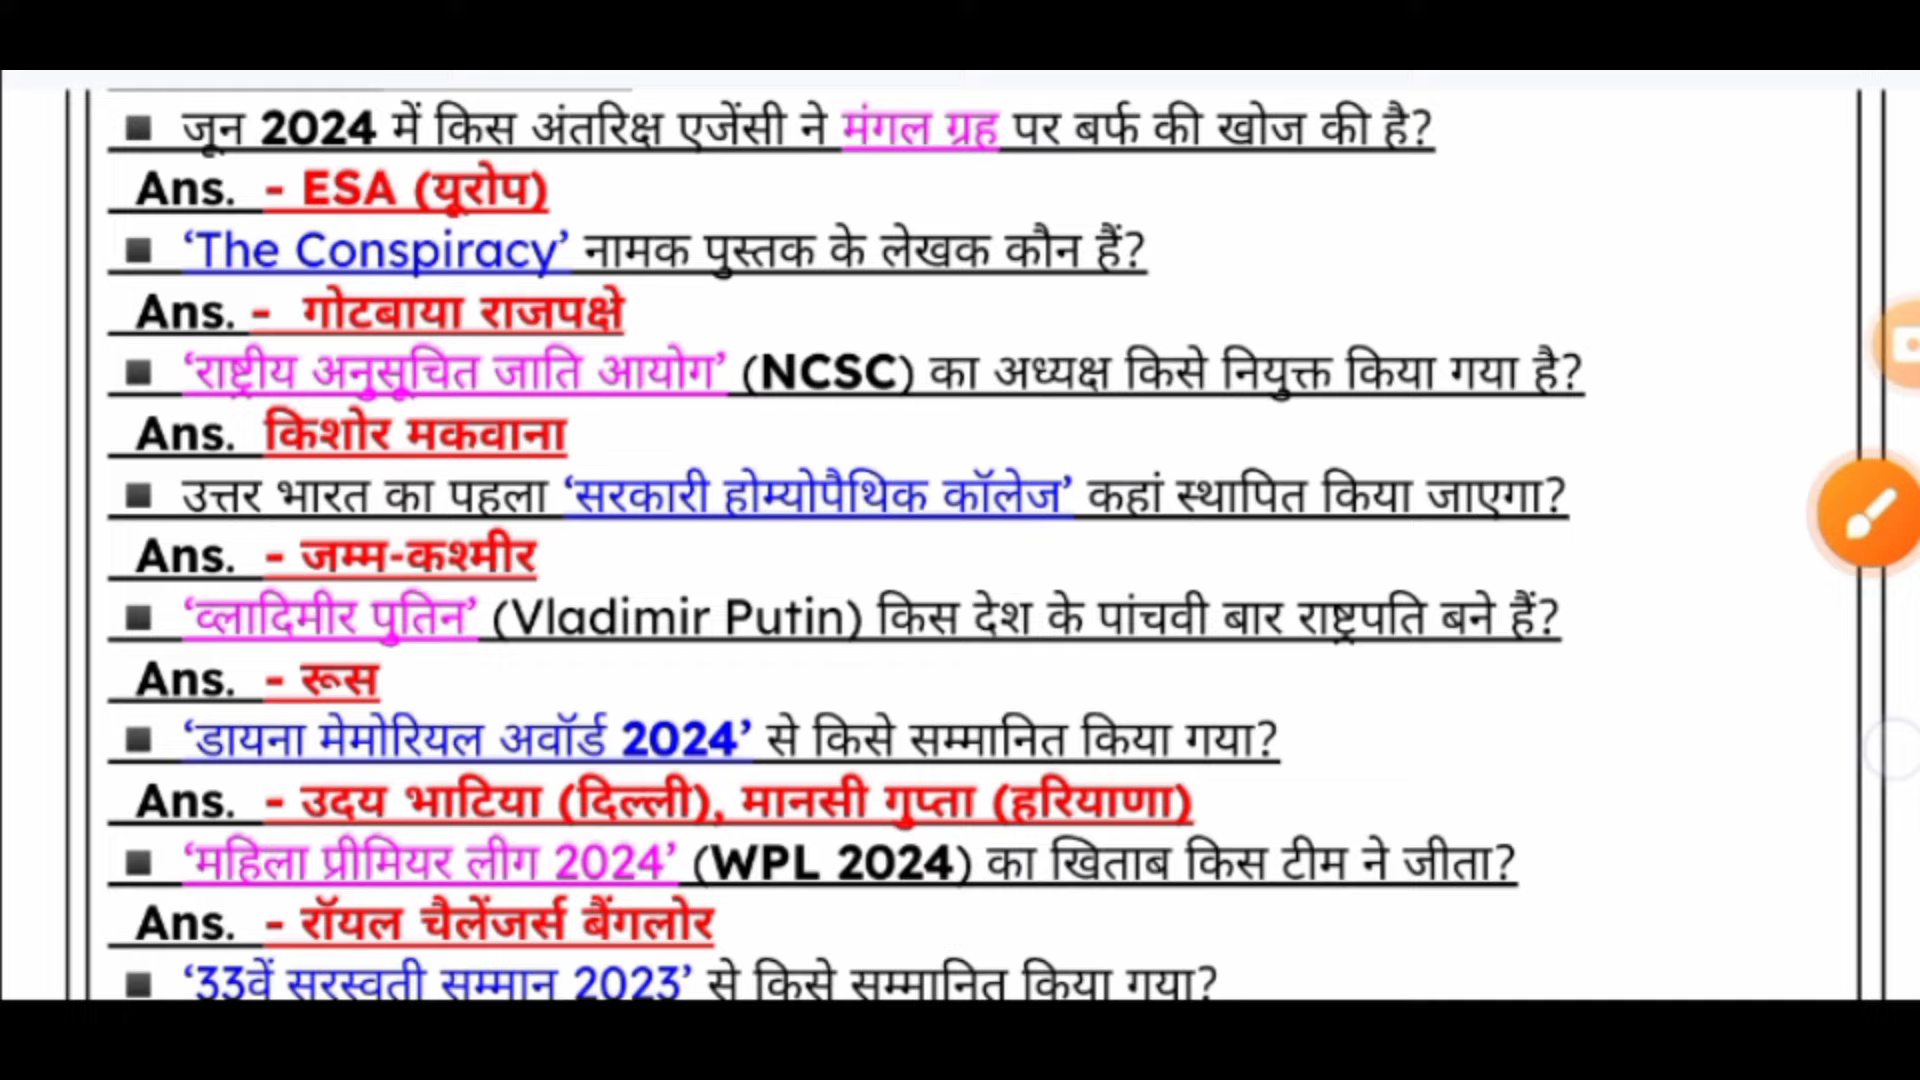 ▪ जून 2024 में किस अंतरिक्ष एजेंसी ने मंगल ग्रह पर बर्फ की खोज की है?
Ans. - ESA (यूरोप)
▪ ‘The Conspiracy’ नामक पुस्तक के लेखक कौन हैं?
Ans. - गोटबाया राजपक्षे
▪ ‘राष्ट्रीय अनुसूचित जाति आयोग’ (NCSC) का अध्यक्ष किसे नियुक्त किया गया है?
Ans. किशोर मकवाना
▪ उत्तर भारत का पहला ‘सरकारी होम्योपैथिक कॉलेज’ कहां स्थापित किया जाएगा?
Ans. - जम्म-कश्मीर
▪ ‘व्लादिमीर पुतिन’ (Vladimir Putin) किस देश के पांचवी बार राष्ट्रपति बने हैं?
Ans. - रूस
▪ ‘डायना मेमोरियल अवॉर्ड 2024’ से किसे सम्मानित किया गया?
Ans. - उदय भाटिया (दिल्ली), मानसी गुप्ता (हरियाणा)
▪ ‘महिला प्रीमियर लीग 2024’ (WPL 2024) का खिताब किस टीम ने जीता?
Ans. - रॉयल चैलेंजर्स बैंगलोर
▪ ‘33वें सरस्वती सम्मान 2023’ से किसे सम्मानित किया गया?